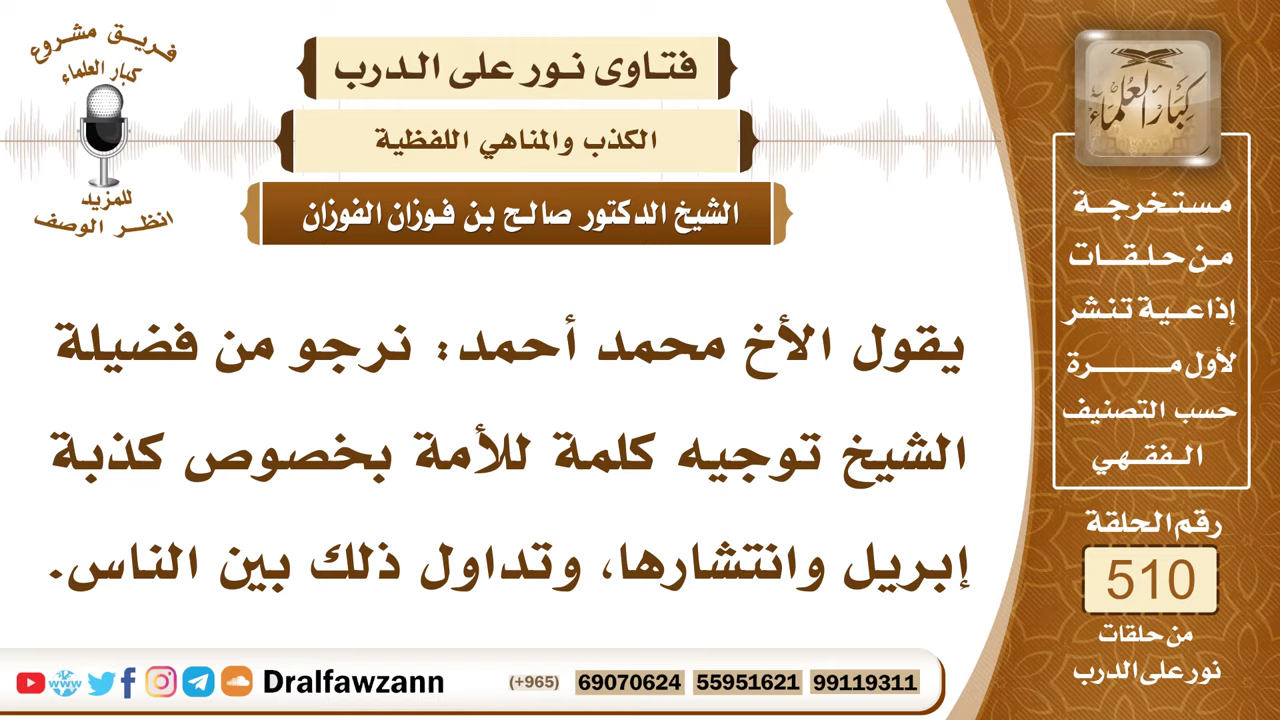 فريق مشروع
كبار العلماء
للمزيد
انظر الوصف
فتاوى نور على الدرب
الكذب والمناهي اللفظية
الشيخ الدكتور صالح بن فوزان الفوزان
يقول الأخ محمد أحمد: نرجو من فضيلة
الشيخ توجيه كلمة للأمة بخصوص كذبة
إبريل وانتشارها، وتداول ذلك بين الناس.
كبار العلماء
مستخرجة
من حلقات
إذاعية تنشر
لأول مرة
حسب التصنيف
الفقهي
رقم الحلقة
510
من حلقات
نور على الدرب
www Dralfawzann (+965) 69070624 55951621 99119311